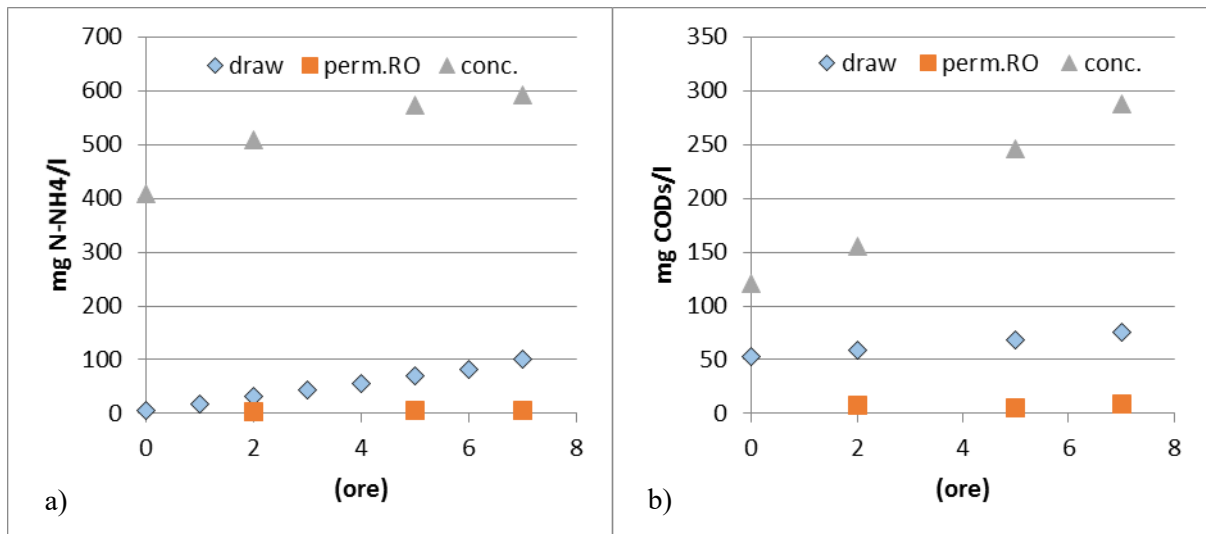 700
600
500
400
300
200
100
0
mg N-NH4/l
draw perm.RO conc.
0 2 4 6 8
(ore)
a)
350
300
250
200
150
100
50
0
mg CODs/l
draw perm.RO conc.
0 2 4 6 8
(ore)
b)